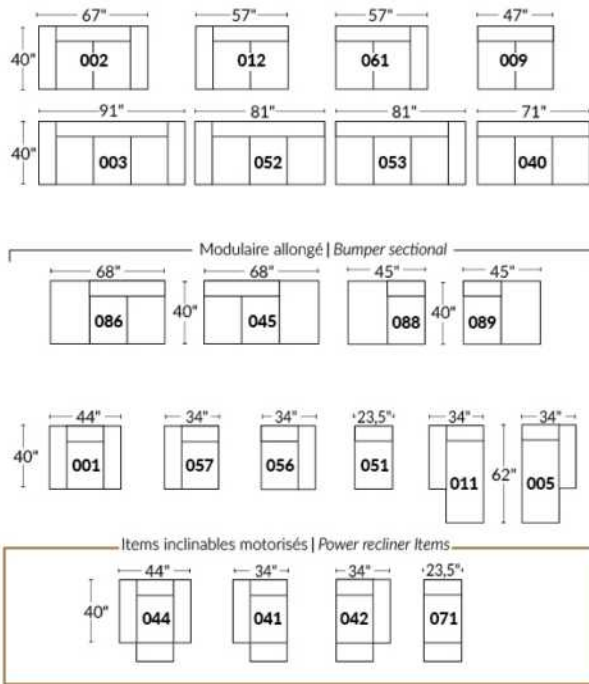 67" 57" 57" 47"
40" 002 012 061 009
91" 81" 81" 71"
40" 003 052 053 040
Modulaire allongé | Bumper sectional
68" 68" 45" 45"
086 40" 045 088 40" 089
44" 34" 34" 23,5" 34" 34"
40" 001 057 056 051 011 62" 005
Items inclinables motorisés | Power recliner Items
44" 34" 34" 23,5"
40" 044 041 042 071